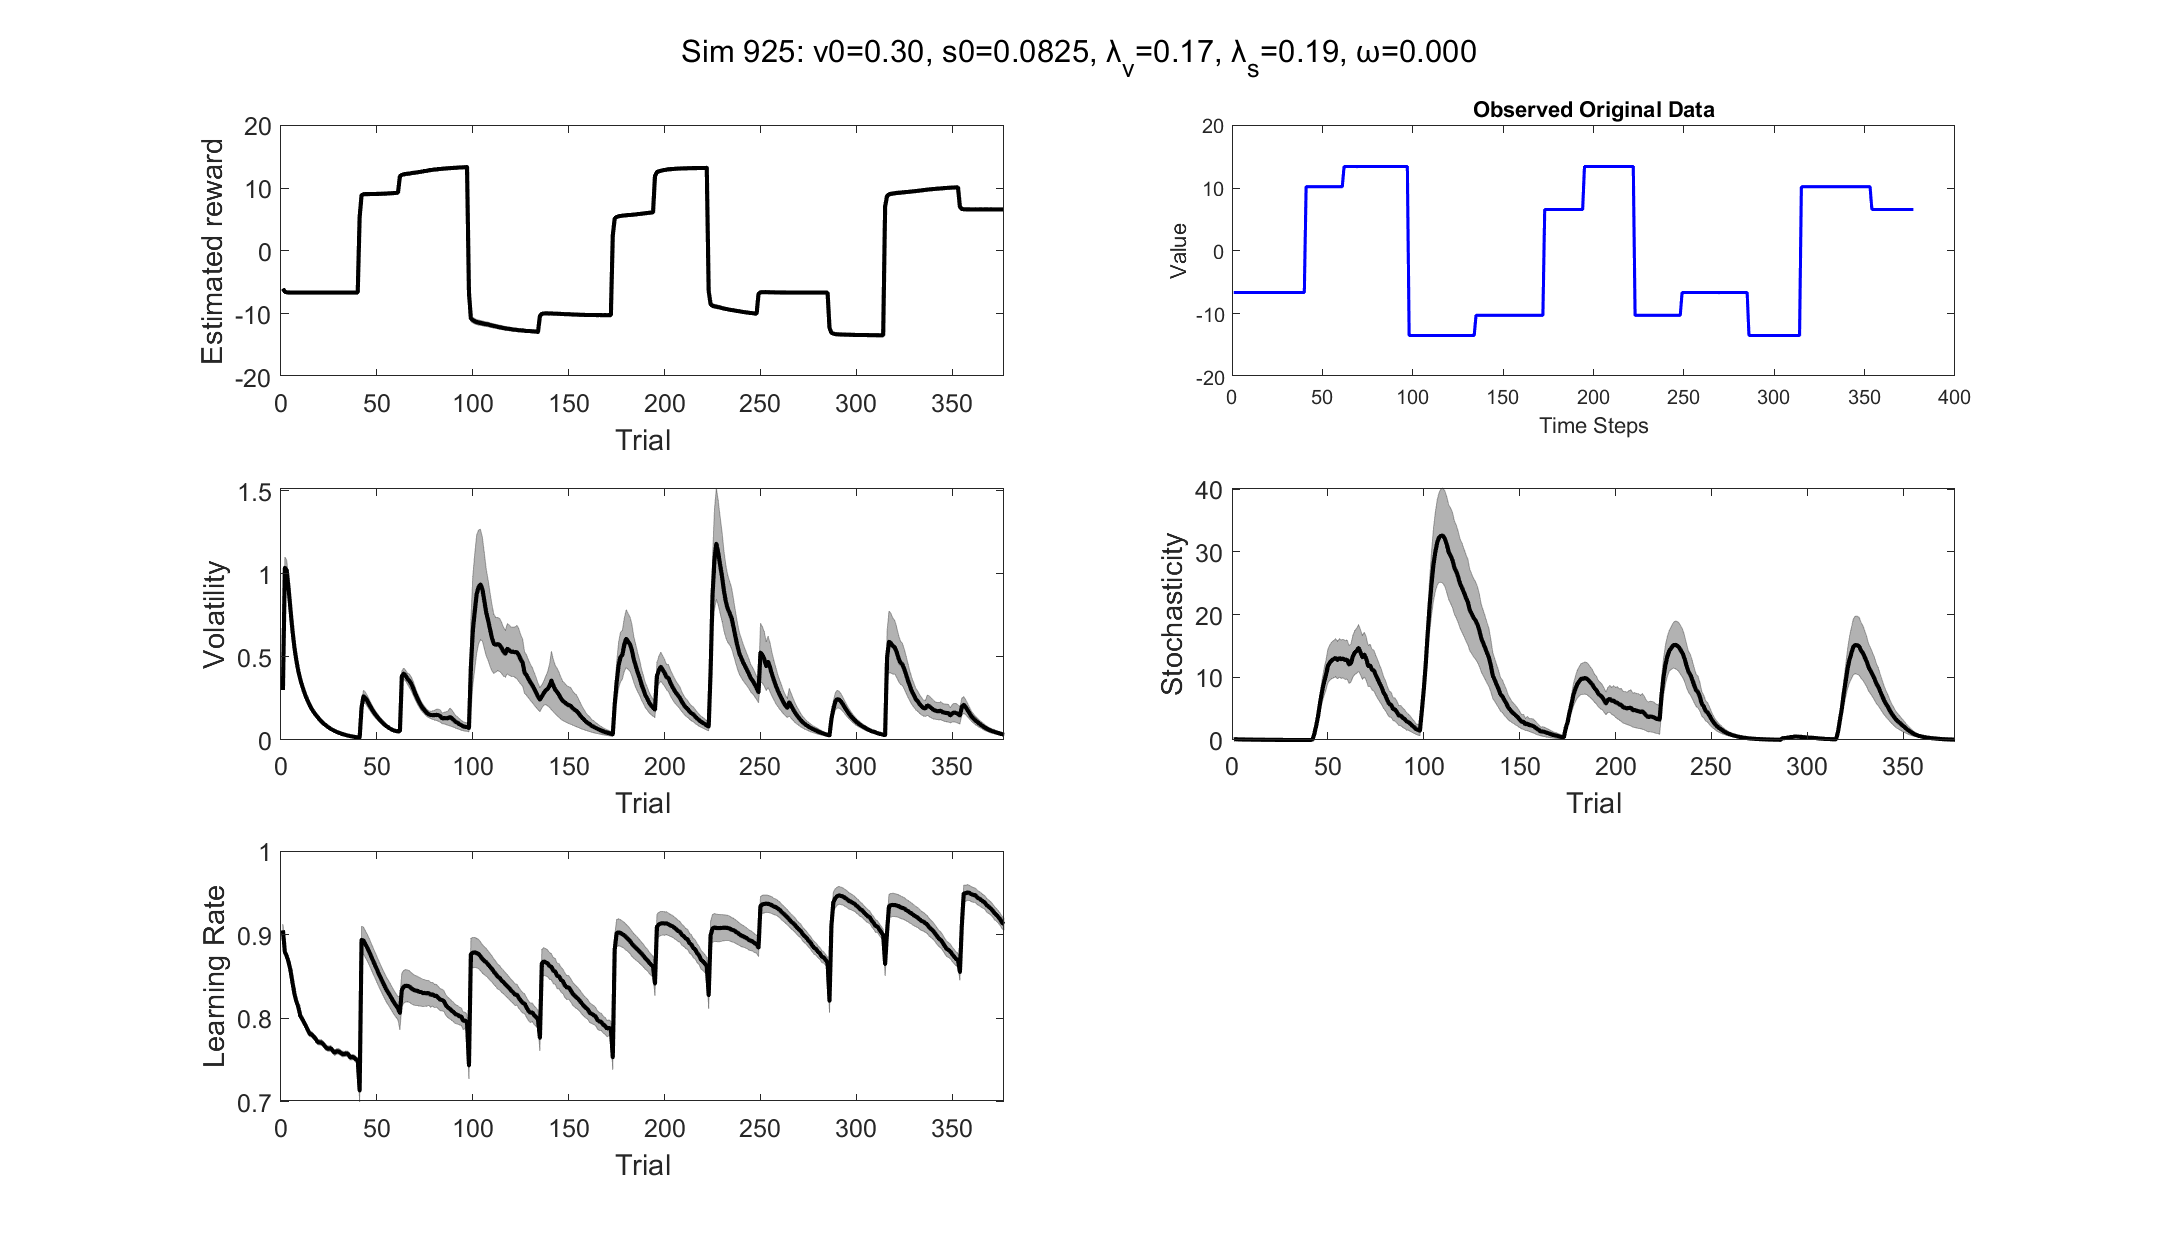 Sim 925: v0=0.30, s0=0.0825, λv=0.17, λs=0.19, ω=0.000
Estimated reward
20
10
0
-10
-20
0 50 100 150 200 250 300 350
Trial
Observed Original Data
Value
20
10
0
-10
-20
0 50 100 150 200 250 300 350 400
Time Steps
Volatility
1.5
1
0.5
0
0 50 100 150 200 250 300 350
Trial
Stochasticity
40
30
20
10
0
0 50 100 150 200 250 300 350
Trial
Learning Rate
1
0.9
0.8
0.7
0 50 100 150 200 250 300 350
Trial